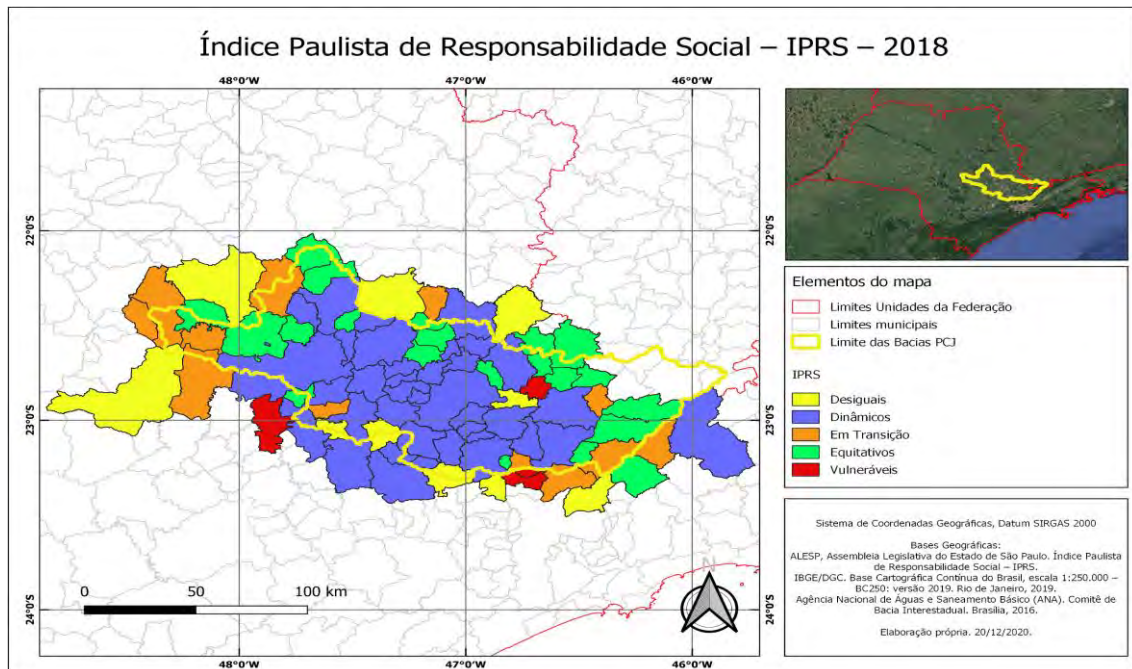 Índice Paulista de Responsabilidade Social – IPRS – 2018
48°0'W 47°0'W 46°0'W
22°0'S 22°0'S
23°0'S 23°0'S
24°0'S 24°0'S
0 50 100 km
N
48°0'W 47°0'W 46°0'W
Elementos do mapa
Limites Unidades da Federação
Limites municipais
Limite das Bacias PCJ
IPRS
Desiguais
Dinâmicos
Em Transição
Equitativos
Vulneráveis
Sistema de Coordenadas Geográficas, Datum SIRGAS 2000
Bases Geográficas:
ALESP, Assembleia Legislativa do Estado de São Paulo. Índice Paulista
de Responsabilidade Social – IPRS.
IBGE/DGC. Base Cartográfica Contínua do Brasil, escala 1:250.000 –
BC250: versão 2019. Rio de Janeiro, 2019.
Agência Nacional de Águas e Saneamento Básico (ANA). Comitê de
Bacia Interestadual. Brasília, 2016.
Elaboração própria. 20/12/2020.